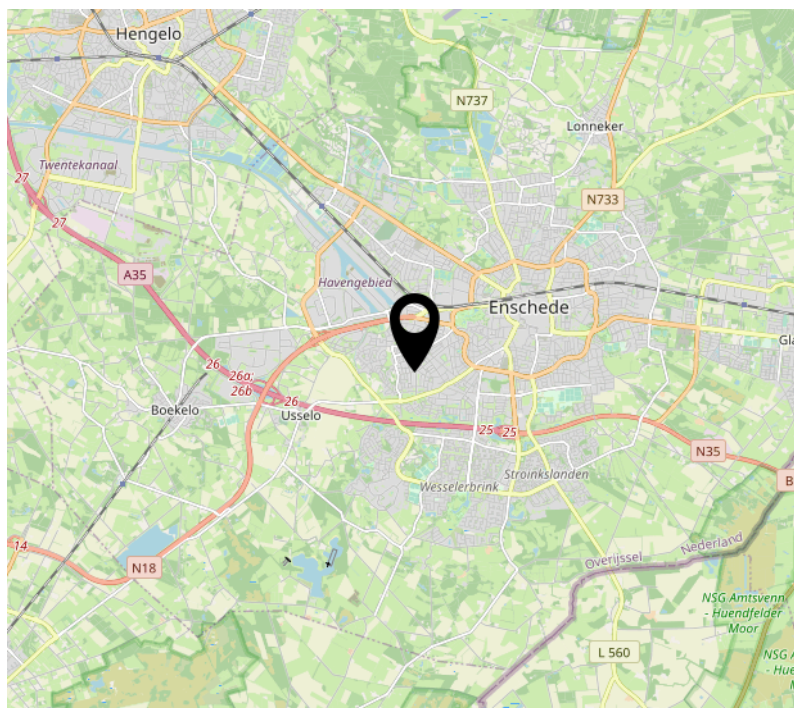 Hengelo
N737
Lonneker
Twentekanaal
27
N733
27
A35
Havengebied
Enschede
26
26a;
26b
26
Boekelo
Usselo
25
25
N35
Stroinkslanden
Wesselerbrink
14
N18
Overijssel
Nederland
NSG Amtsvenn
- Huendfelder
Moor
L 560